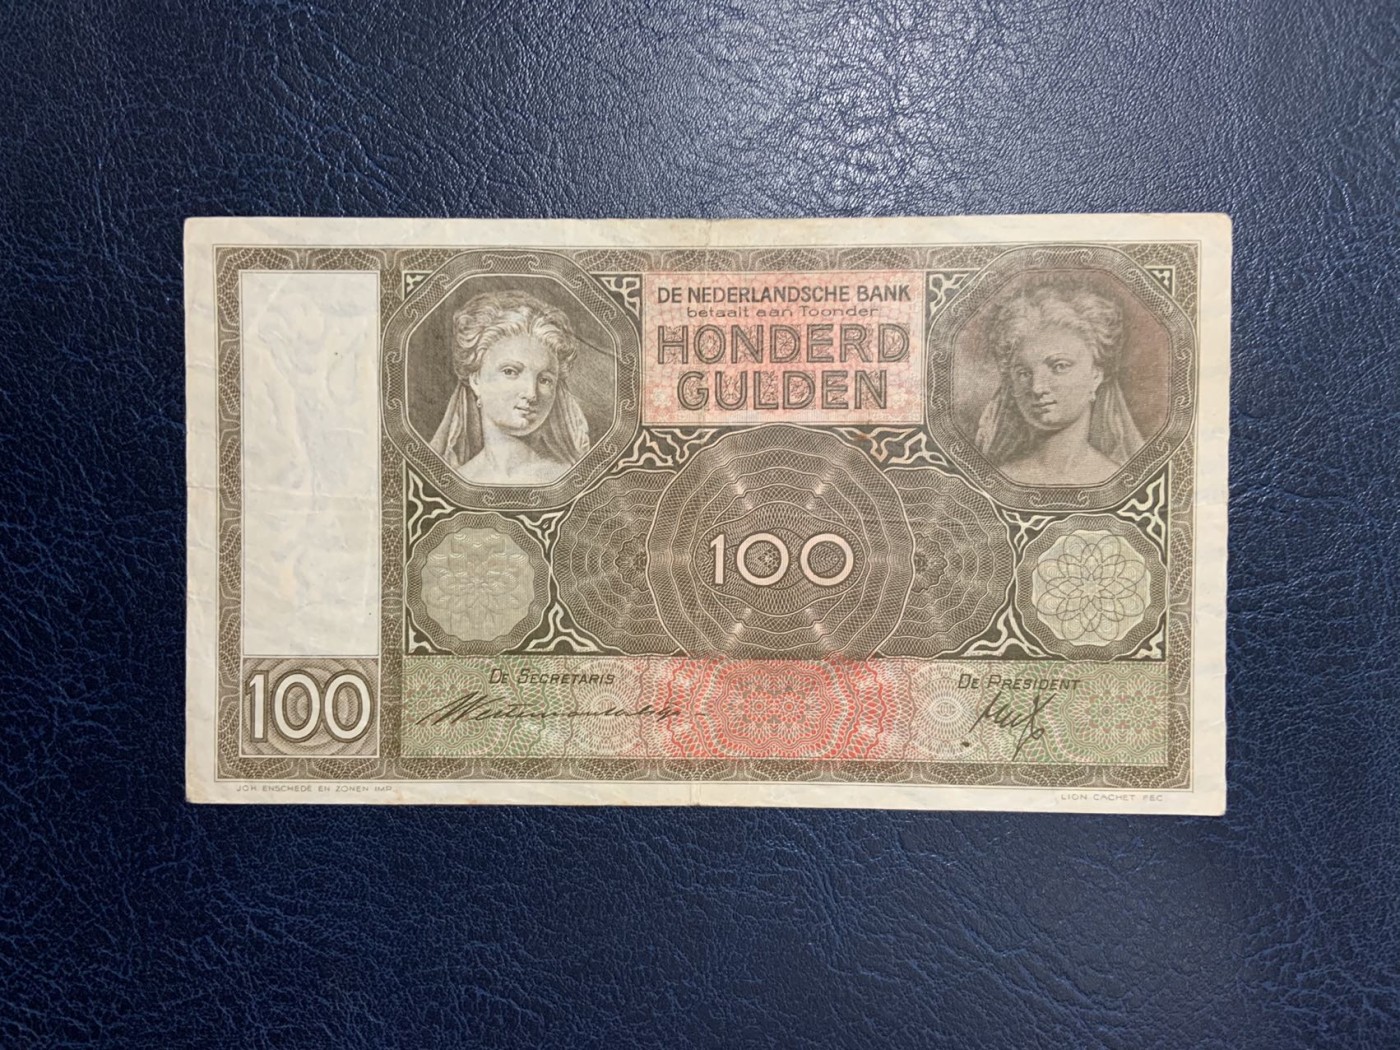 DE NEDERLANDSCHE BANK
betaalt aan Toonder
HONDERD
GULDEN
100
DE SECRETARIS
DE PRESIDENT
100
JOH. ENSCHEDÉ EN ZONEN IMP.
LION CACHET FEC.